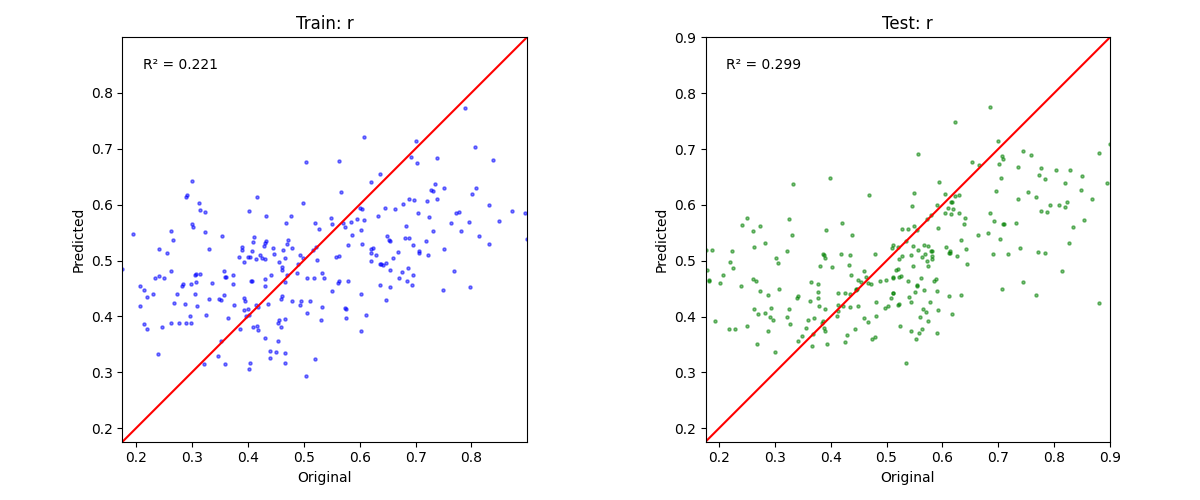 Train: r
R² = 0.221
0.8
0.7
0.6
0.5
0.4
0.3
0.2
Predicted
0.2 0.3 0.4 0.5 0.6 0.7 0.8
Original
Test: r
R² = 0.299
0.9
0.8
0.7
0.6
0.5
0.4
0.3
0.2
Predicted
0.2 0.3 0.4 0.5 0.6 0.7 0.8 0.9
Original